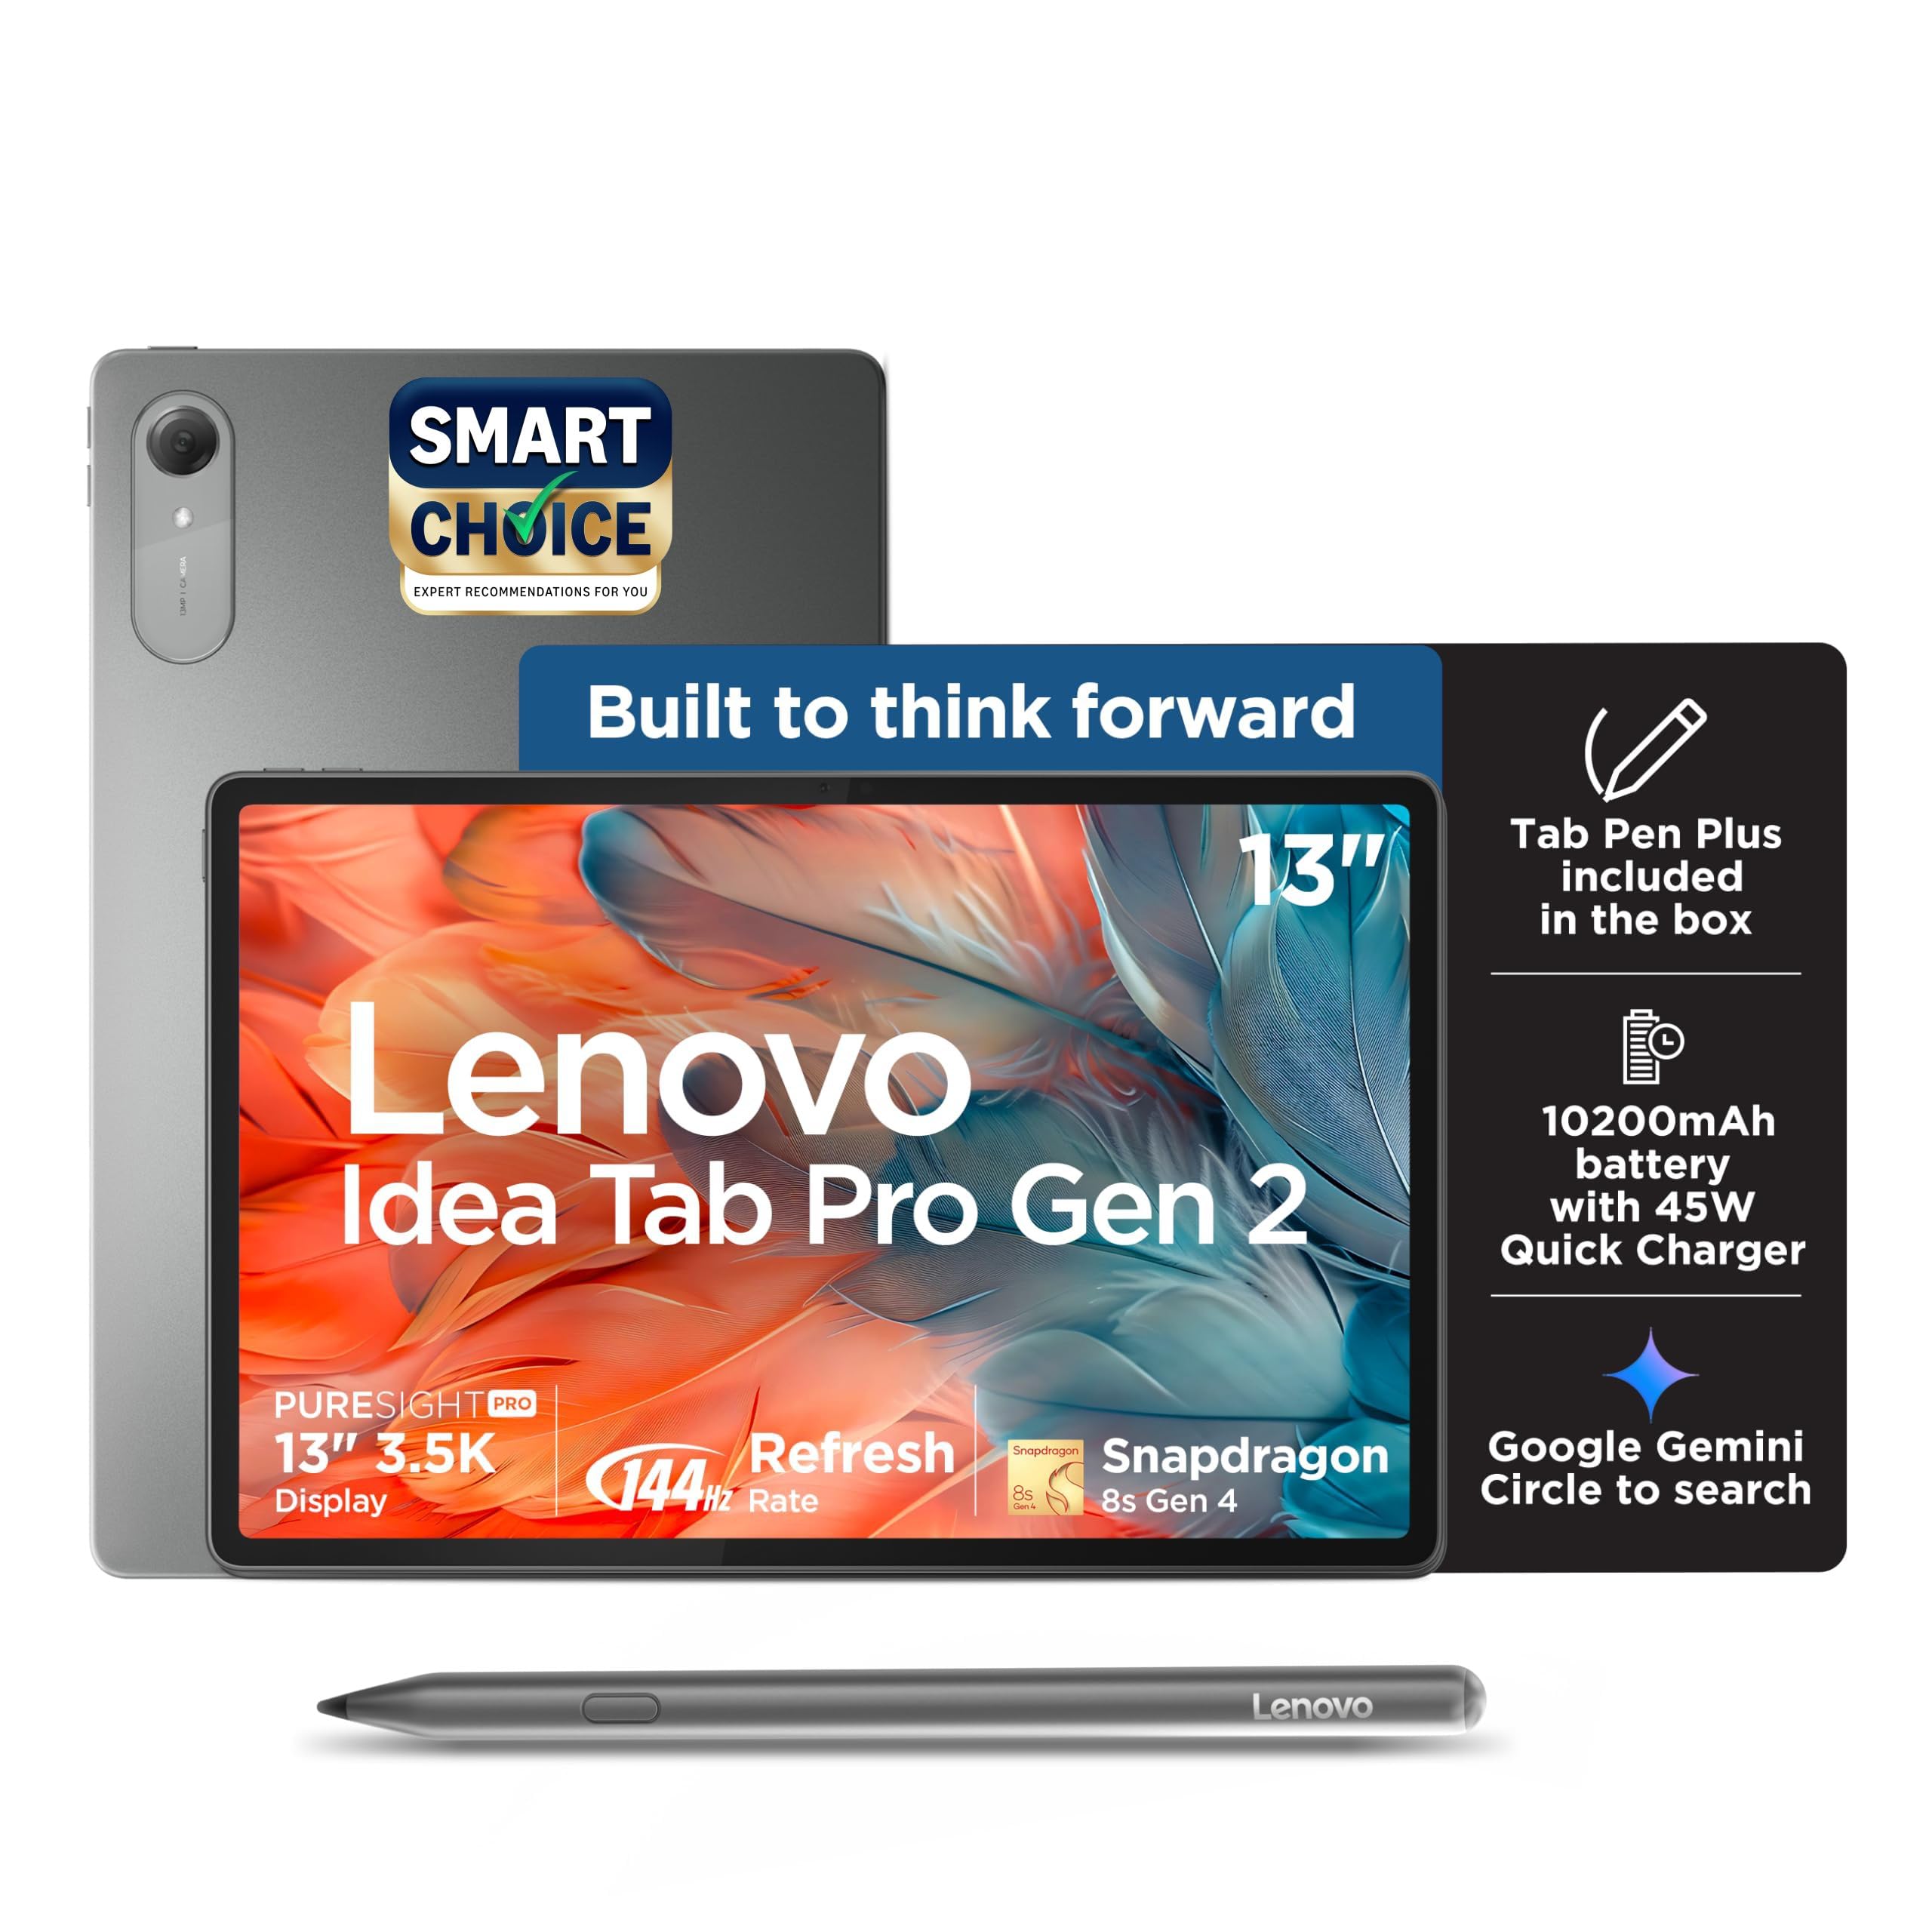 SMART
CHOICE
EXPERT RECOMMENDATIONS FOR YOU
13MP | CAMERA
Built to think forward
13"
Lenovo
Idea Tab Pro Gen 2
PURESIGHT PRO
13" 3.5K
Display
144Hz
Refresh
Rate
Snapdragon
8s
Gen 4
Snapdragon
8s Gen 4
Tab Pen Plus
included
in the box
10200mAh
battery
with 45W
Quick Charger
Google Gemini
Circle to search
Lenovo